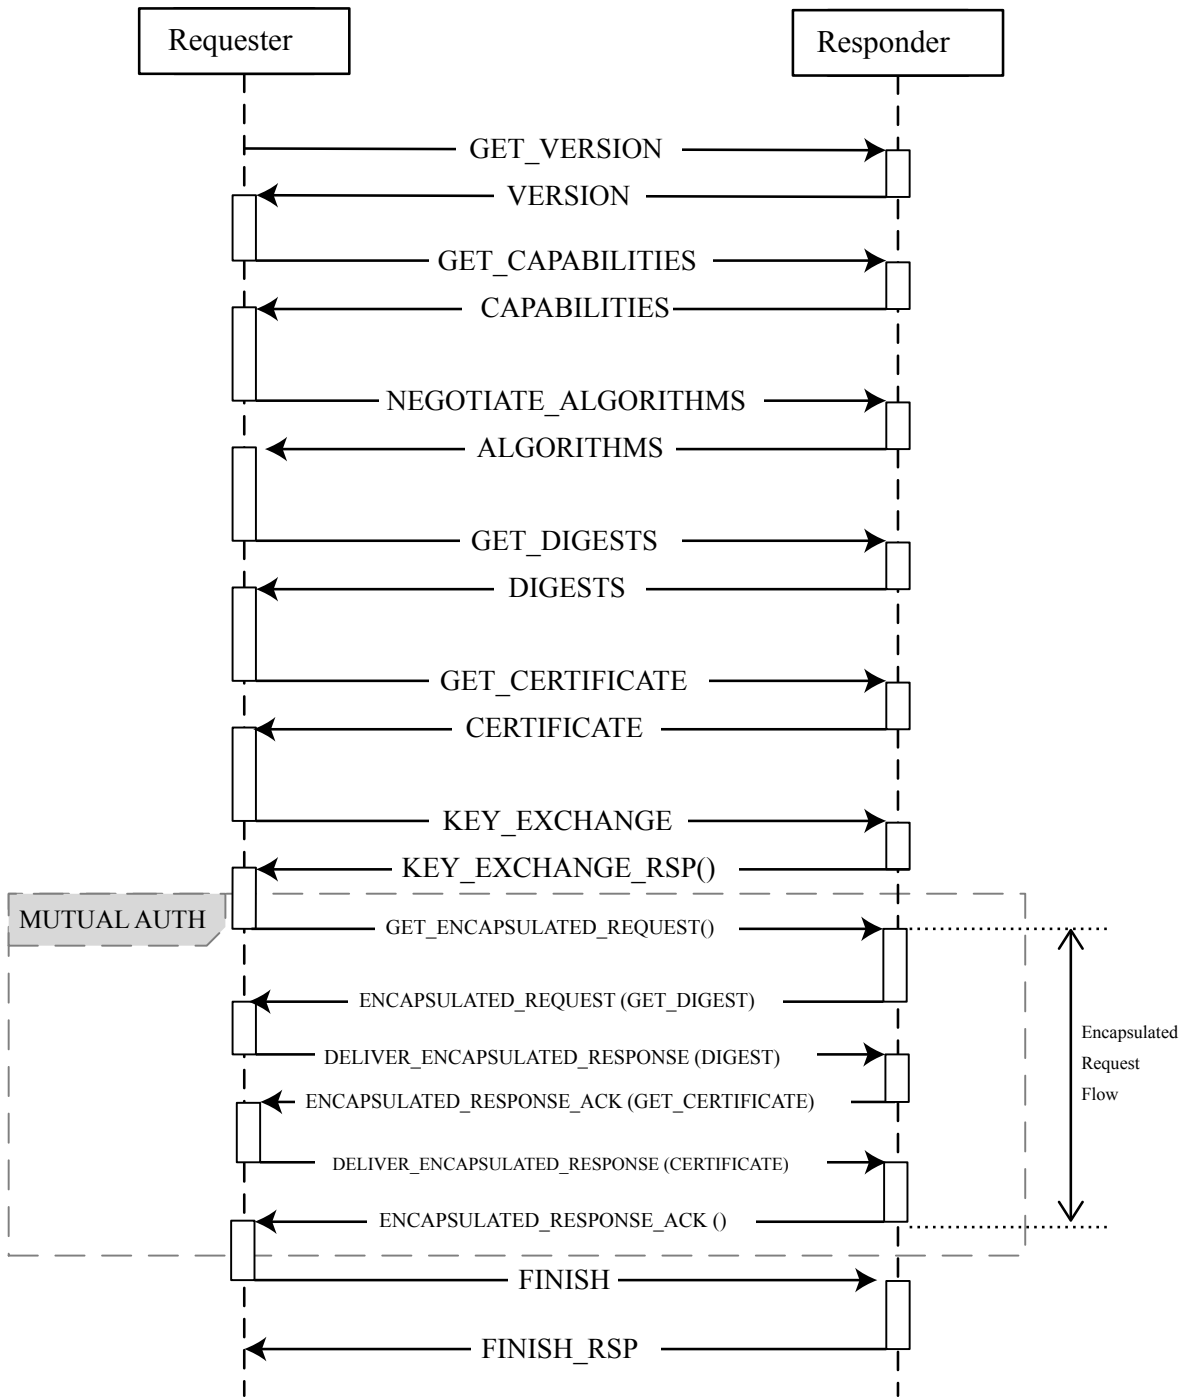 Requester
Responder
GET_VERSION
VERSION
GET_CAPABILITIES
CAPABILITIES
NEGOTIATE_ALGORITHMS
ALGORITHMS
GET_DIGESTS
DIGESTS
GET_CERTIFICATE
CERTIFICATE
KEY_EXCHANGE
KEY_EXCHANGE_RSP()
MUTUAL AUTH
GET_ENCAPSULATED_REQUEST()
ENCAPSULATED_REQUEST (GET_DIGEST)
DELIVER_ENCAPSULATED_RESPONSE (DIGEST)
ENCAPSULATED_RESPONSE_ACK (GET_CERTIFICATE)
DELIVER_ENCAPSULATED_RESPONSE (CERTIFICATE)
ENCAPSULATED_RESPONSE_ACK ()
Encapsulated
Request
Flow
FINISH
FINISH_RSP